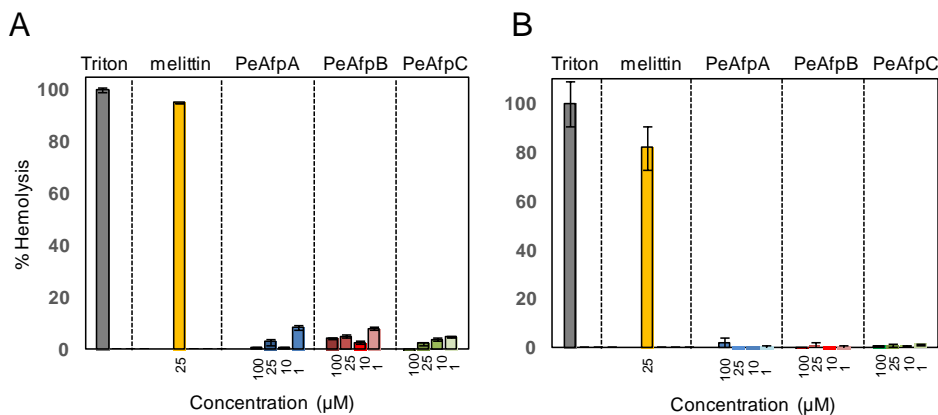 A
Triton melittin PeAfpA PeAfpB PeAfpC
% Hemolysis
100
80
60
40
20
0
25 100 25 10 1 100 25 10 1 100 25 10 1
Concentration (µM)
B
Triton melittin PeAfpA PeAfpB PeAfpC
100
80
60
40
20
0
25 100 25 10 1 100 25 10 1 100 25 10 1
Concentration (µM)